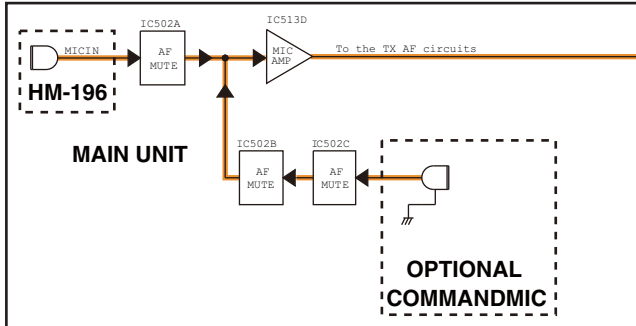 IC502A
IC513D
MICIN
AF
MUTE
MIC
AMP
To the TX AF circuits
HM-196
MAIN UNIT
IC502B
IC502C
AF
MUTE
AF
MUTE
OPTIONAL
COMMANDMIC